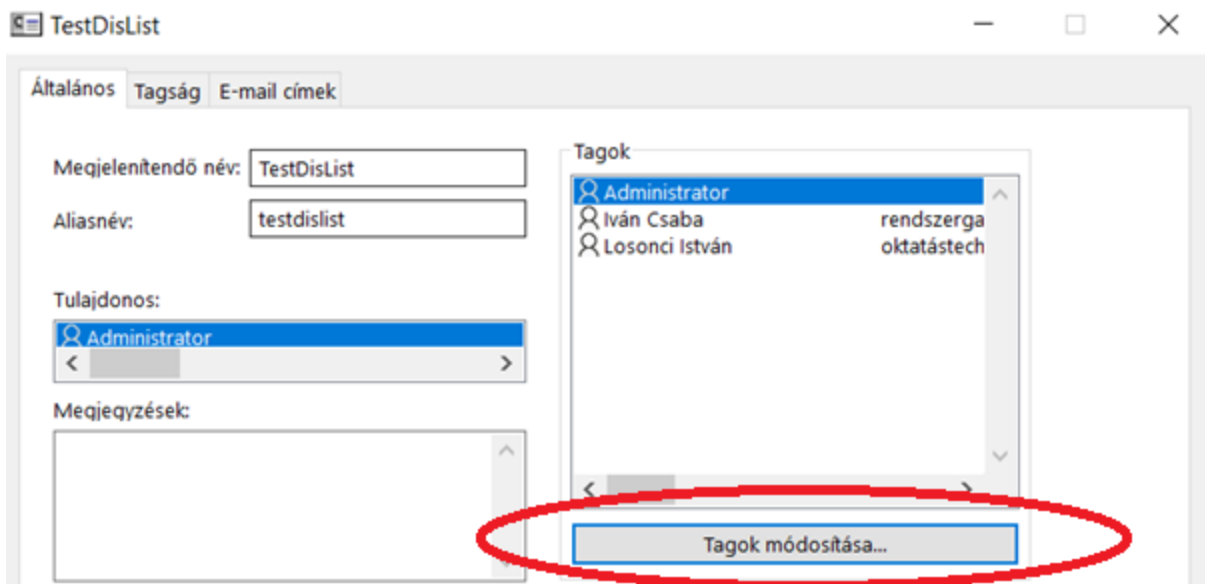 TestDisList
Általános Tagság E-mail címek
Megjelenítendő név: TestDisList
Aliasnév: testdislist
Tulajdonos:
Administrator
Megjegyzések:
Tagok
Administrator
Iván Csaba rendszerga
Losonci István oktatástech
Tagok módosítása...